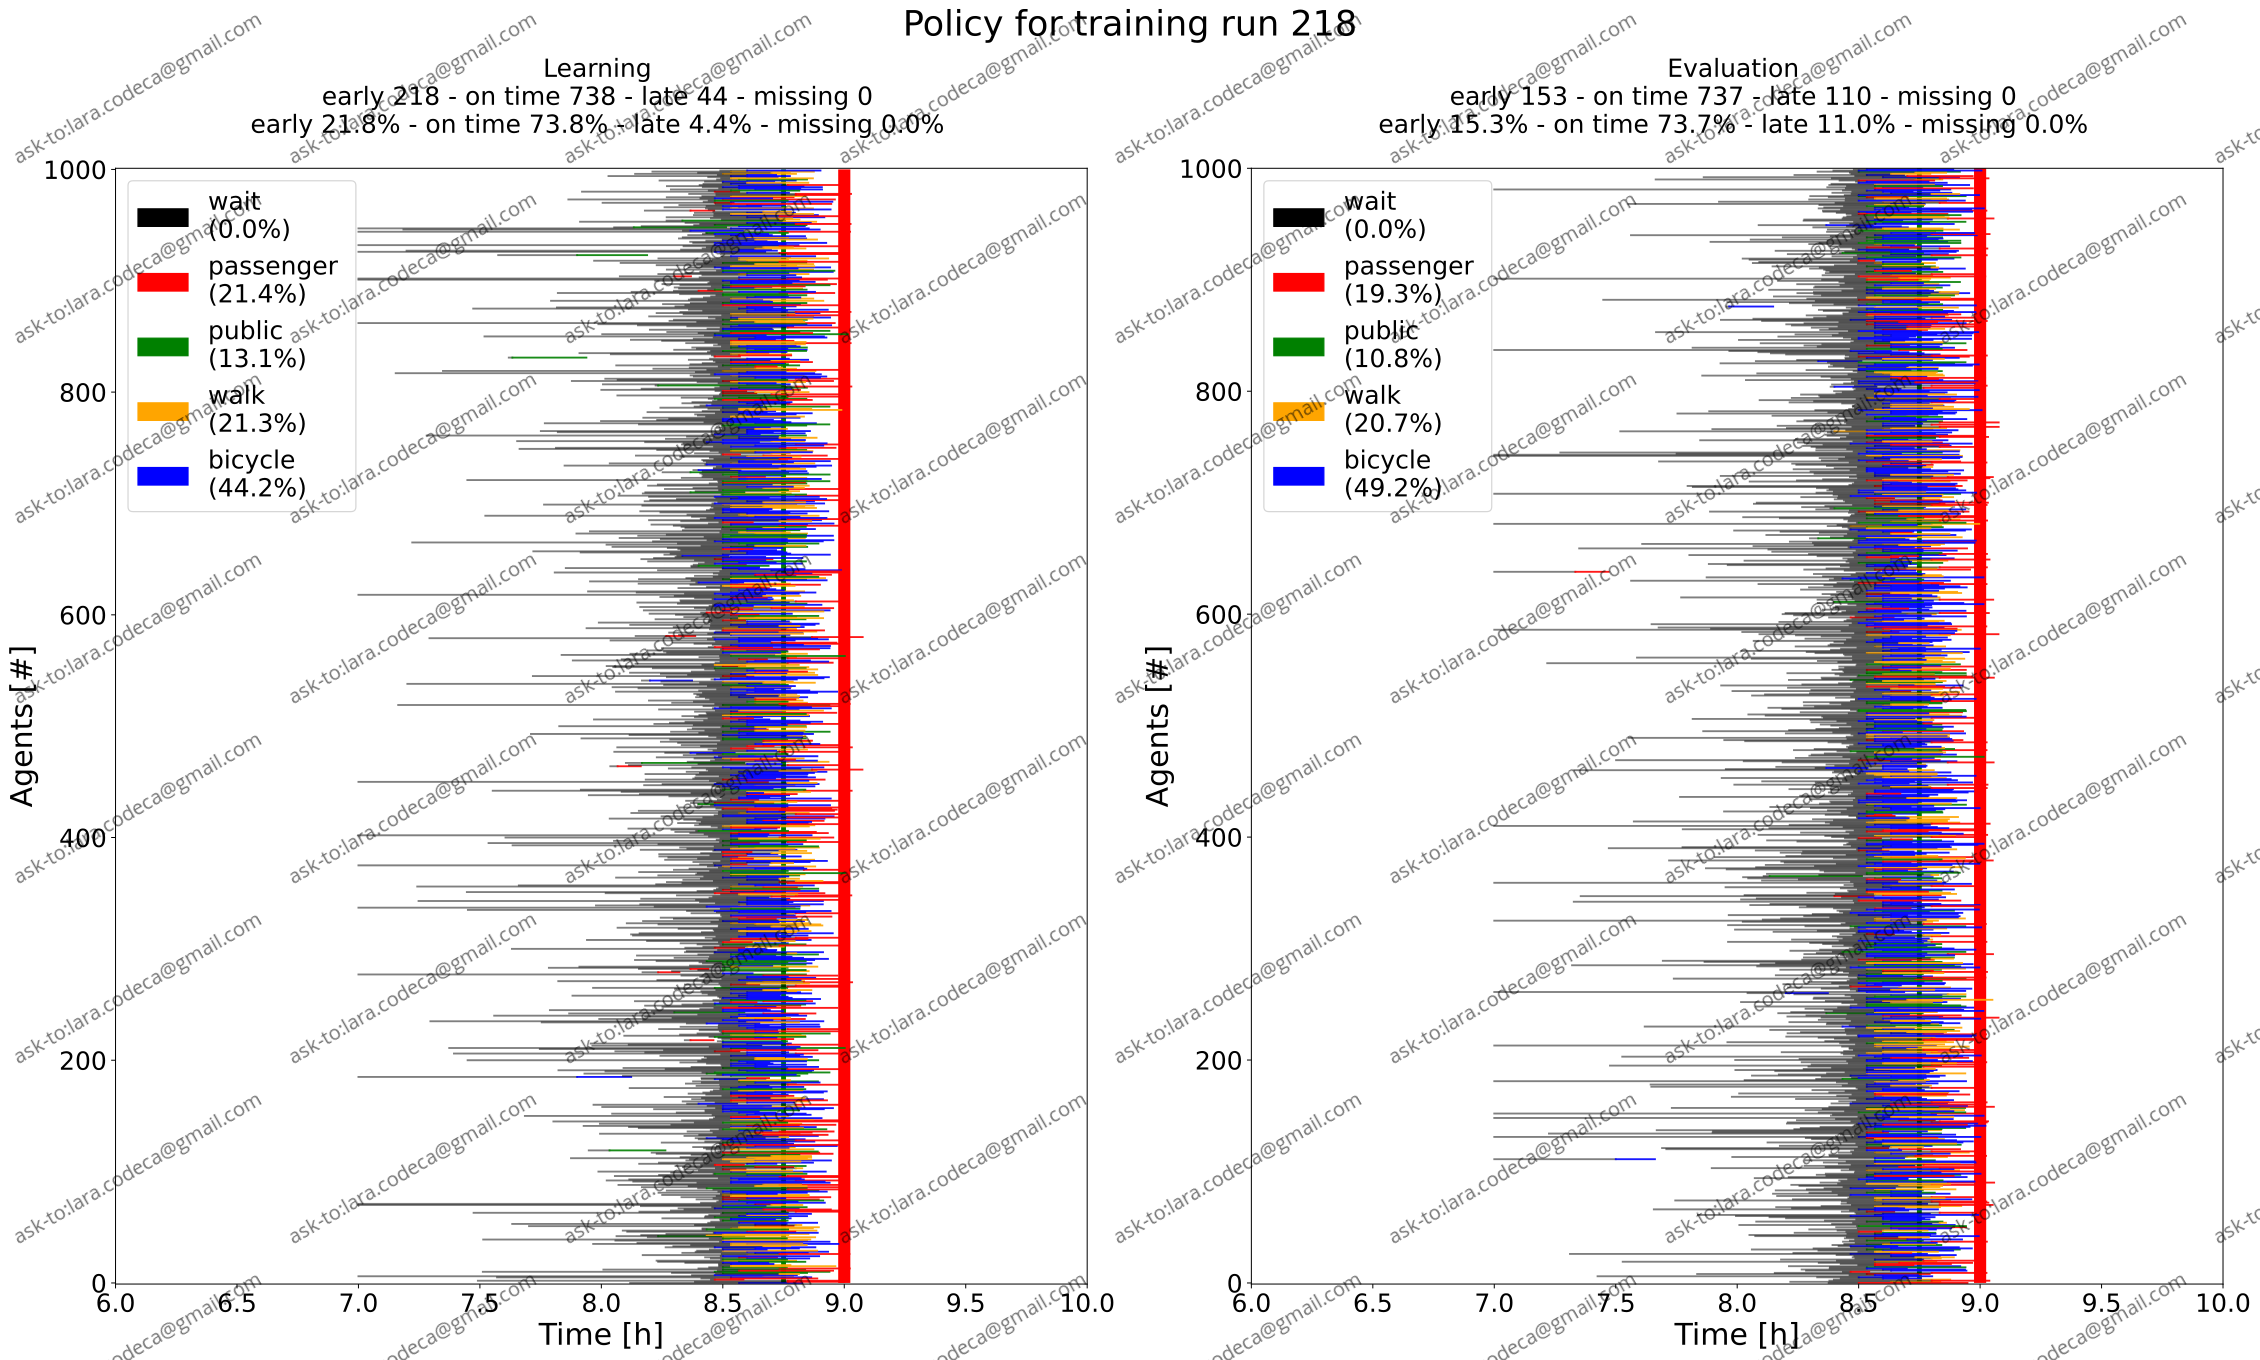 Policy for training run 218
Learning
early 218 - on time 738 - late 44 - missing 0
early 21.8% - on time 73.8% - late 4.4% - missing 0.0%
Evaluation
early 153 - on time 737 - late 110 - missing 0
early 15.3% - on time 73.7% - late 11.0% - missing 0.0%
wait
(0.0%)
passenger
(21.4%)
public
(13.1%)
walk
(21.3%)
bicycle
(44.2%)
Agents [#]
1000
800
600
400
200
0
6.0 6.5 7.0 7.5 8.0 8.5 9.0 9.5 10.0
Time [h]
wait
(0.0%)
passenger
(19.3%)
public
(10.8%)
walk
(20.7%)
bicycle
(49.2%)
Agents [#]
1000
800
600
400
200
0
6.0 6.5 7.0 7.5 8.0 8.5 9.0 9.5 10.0
Time [h]
ask-to:lara.codeca@gmail.com